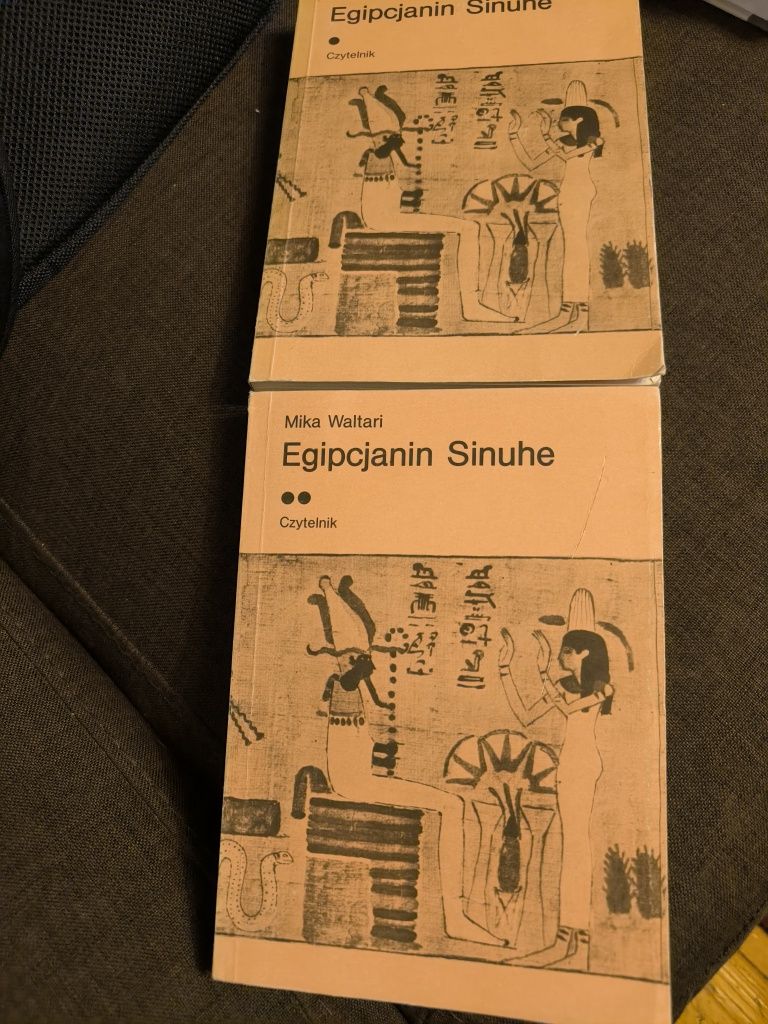 Egipcjanin Sinuhe
●
Czytelnik
Mika Waltari
Egipcjanin Sinuhe
●●
Czytelnik